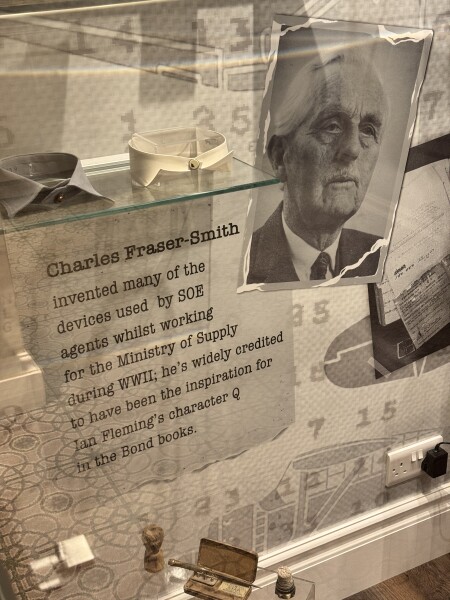 Charles Fraser-Smith
invented many of the
devices used by SOE
agents whilst working
for the Ministry of Supply
during WWII; he's widely credited
to have been the inspiration for
Ian Fleming's character Q
in the Bond books.